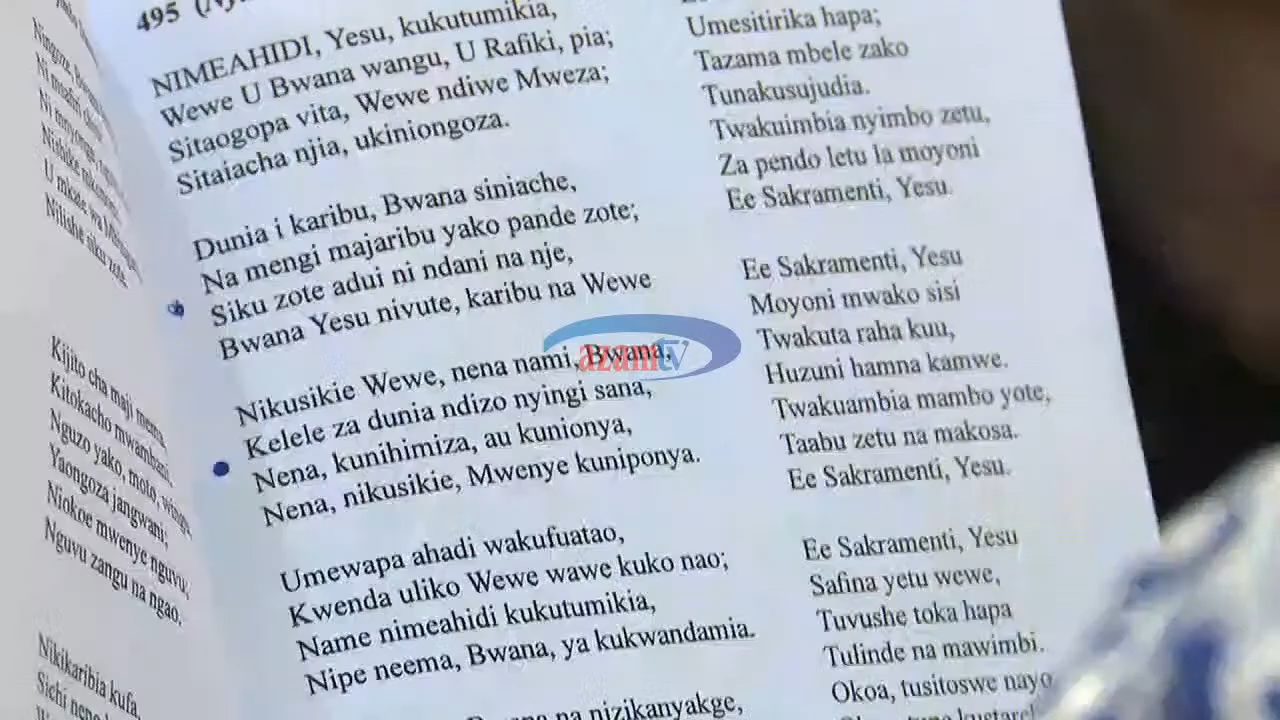 495
NIMEAHIDI, Yesu, kukutumikia,
Wewe U Bwana wangu, U Rafiki, pia;
Sitaogopa vita, Wewe ndiwe Mweza;
Sitaiacha njia, ukiniongoza.
Dunia i karibu, Bwana siniache,
Na mengi majaribu yako pande zote;
Siku zote adui ni ndani na nje,
Bwana Yesu nivute, karibu na Wewe
Nikusikie Wewe, nena nami, Bwana,
Kelele za dunia ndizo nyingi sana,
Nena, kunihimiza, au kunionya,
Nena, nikusikie, Mwenye kuniponya.
Umewapa ahadi wakufuatao,
Kwenda uliko Wewe wawe kuko nao;
Name nimeahidi kukutumikia,
Nipe neema, Bwana, ya kukwandamia.
na nizikanyakge,
Umesitirika hapa;
Tazama mbele zako
Tunakusujudia.
Twakuimbia nyimbo zetu,
Za pendo letu la moyoni
Ee Sakramenti, Yesu.
Ee Sakramenti, Yesu
Moyoni mwako sisi
Twakuta raha kuu,
Huzuni hamna kamwe.
Twakuambia mambo yote,
Taabu zetu na makosa.
Ee Sakramenti, Yesu.
Ee Sakramenti, Yesu
Safina yetu wewe,
Tuvushe toka hapa
Tulinde na mawimbi.
Okoa, tusitoswe nayo
Kijito cha maji mema,
Kitokacho mwambani,
Nguzo yako, moto, wingu,
Yaongoza jangwani;
Niokoe mwenye nguvu,
Nguvu zangu na ngao,
Nikikaribia kufa,
azamtv